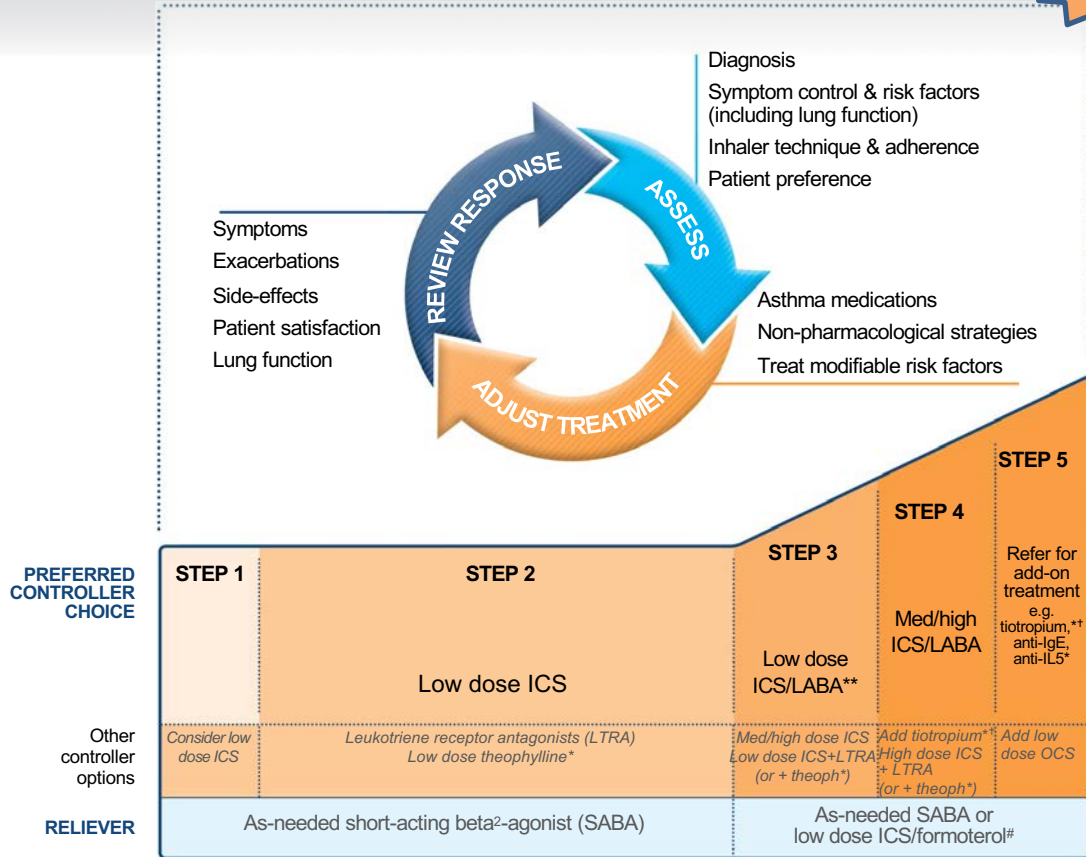 Diagnosis
Symptom control & risk factors
(including lung function)
Inhaler technique & adherence
Patient preference
REVIEW RESPONSE
ASSESS
ADJUST TREATMENT
Symptoms
Exacerbations
Side-effects
Patient satisfaction
Lung function
Asthma medications
Non-pharmacological strategies
Treat modifiable risk factors
PREFERRED
CONTROLLER
CHOICE
STEP 1
STEP 2
Low dose ICS
STEP 3
Low dose
ICS/LABA**
STEP 4
Med/high
ICS/LABA
STEP 5
Refer for
add-on
treatment
e.g.
tiotropium,*†
anti-IgE,
anti-IL5*
Other
controller
options
Consider low
dose ICS
Leukotriene receptor antagonists (LTRA)
Low dose theophylline*
Med/high dose ICS
Low dose ICS+LTRA
(or + theoph*)
Add tiotropium*†
High dose ICS
+ LTRA
(or + theoph*)
Add low
dose OCS
RELIEVER
As-needed short-acting beta²-agonist (SABA)
As-needed SABA or
low dose ICS/formoterol#